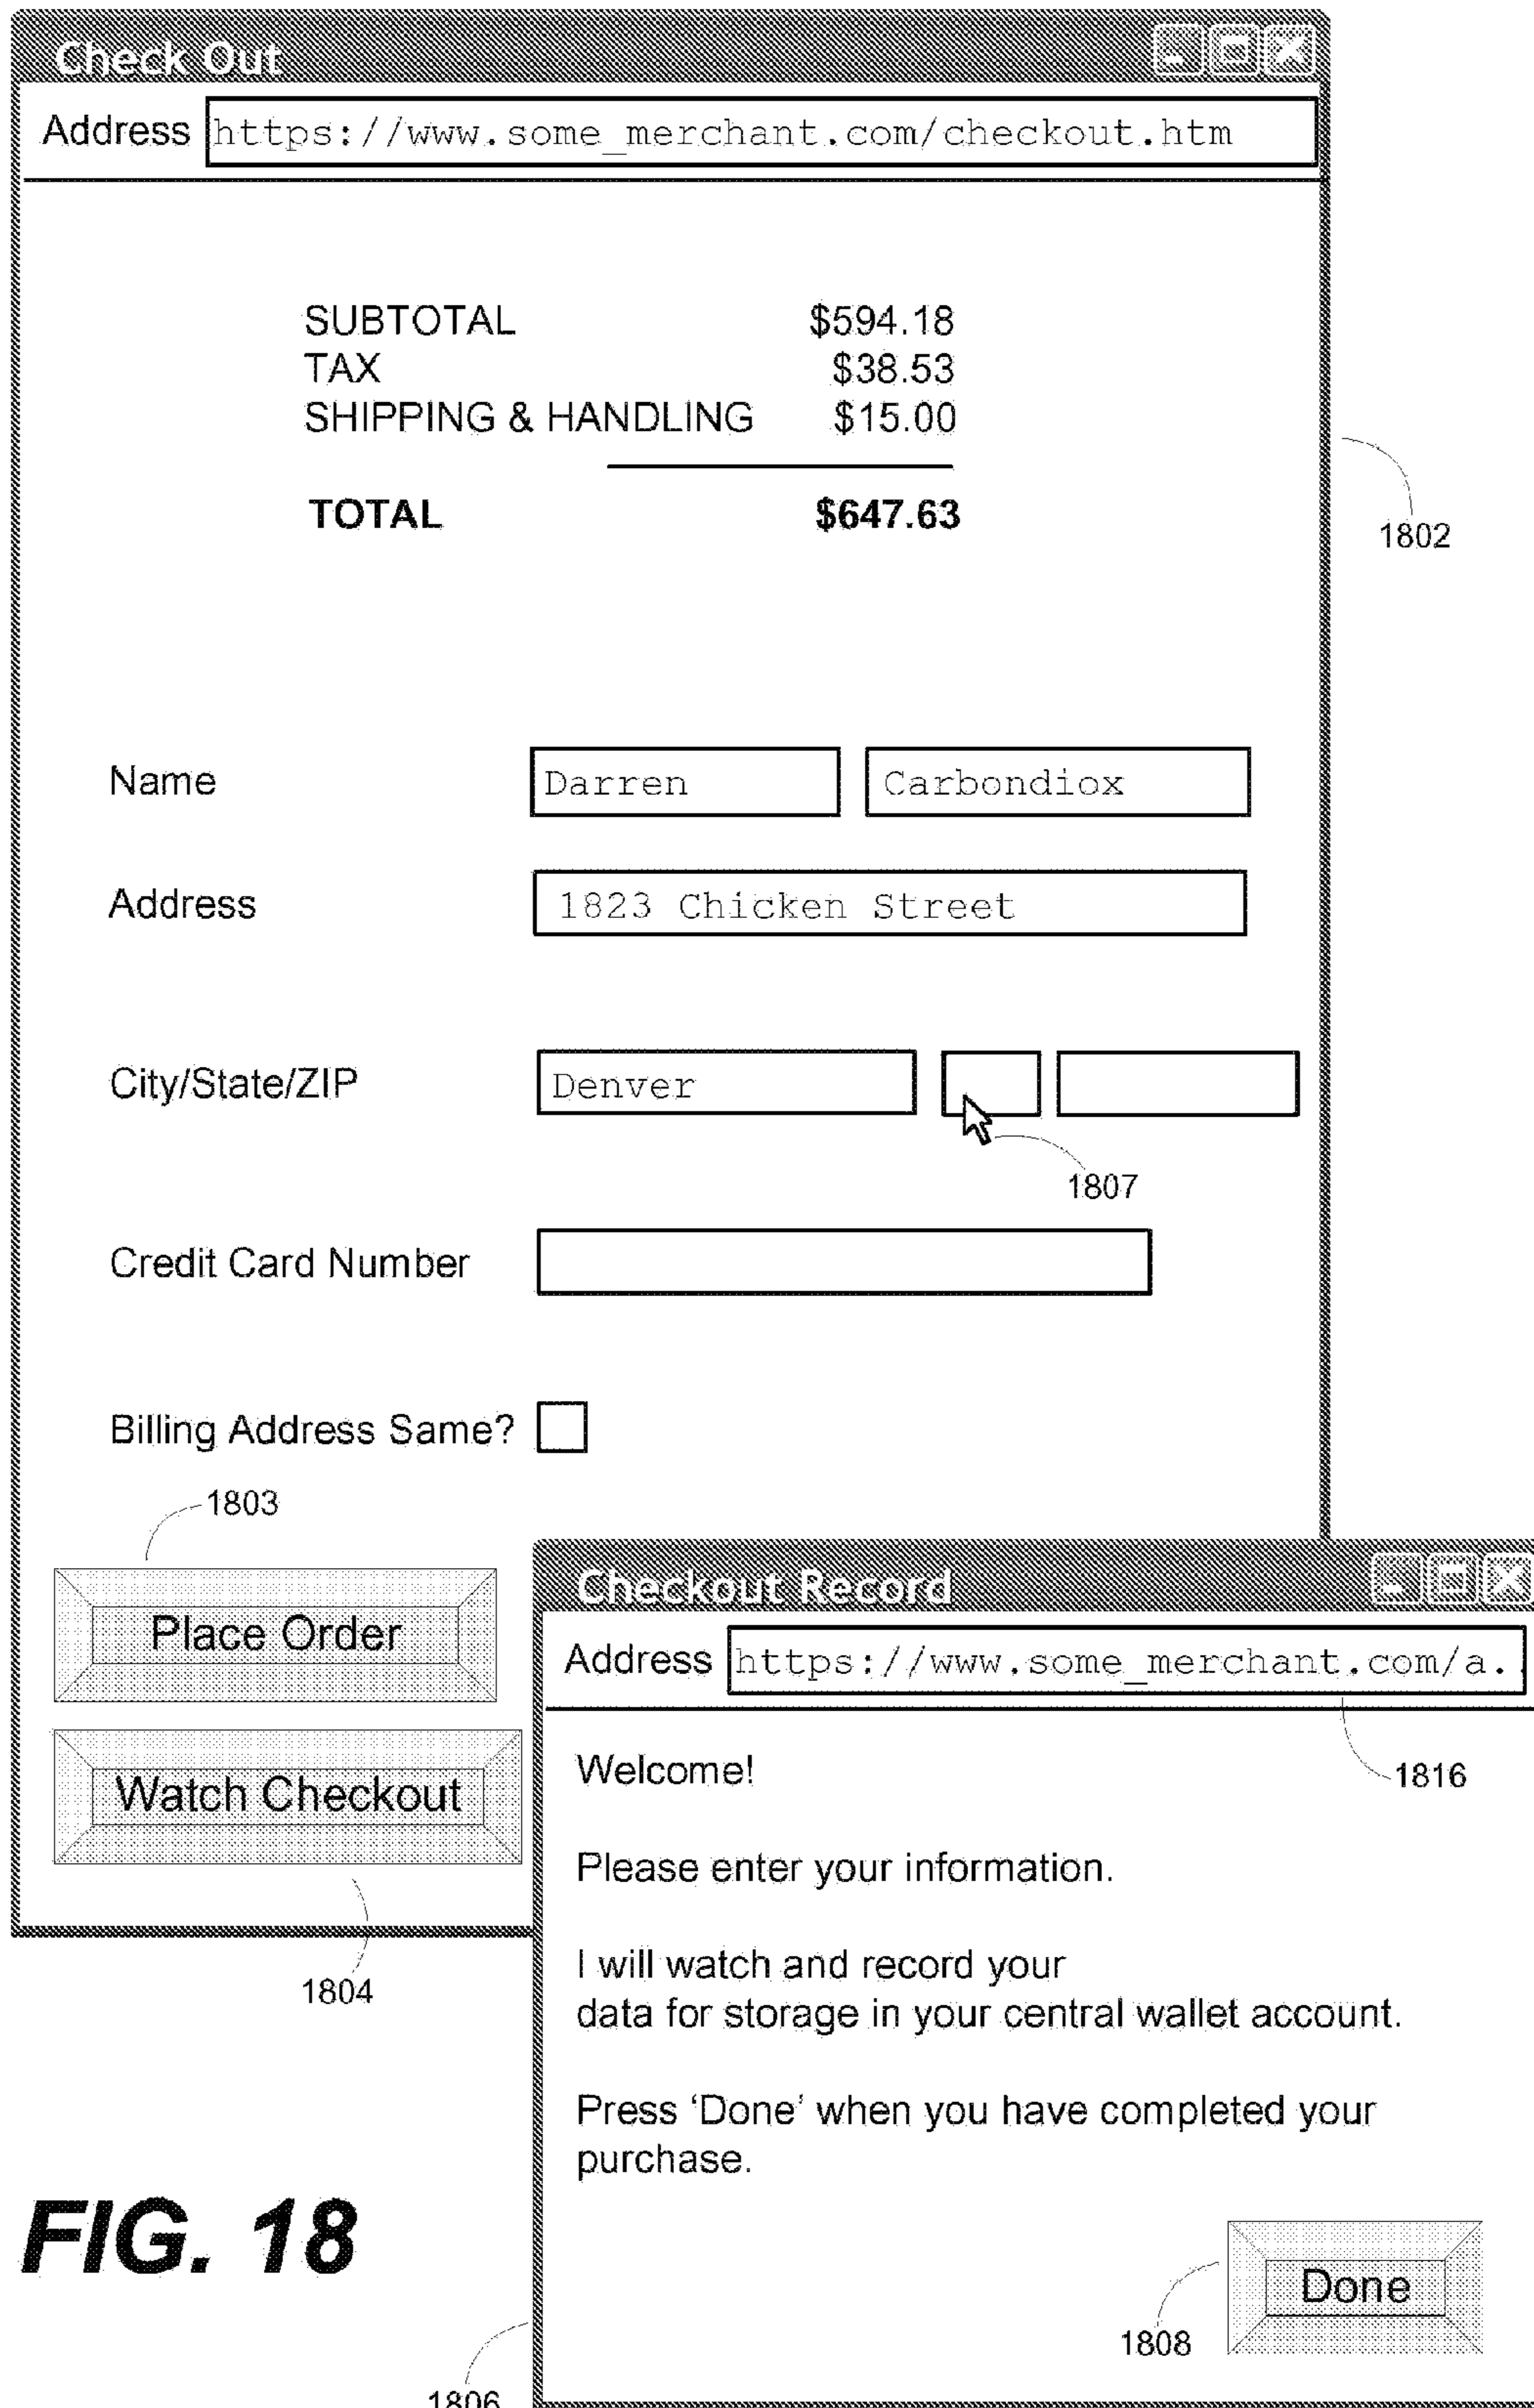 Check Out
Address https://www.some_merchant.com/checkout.htm
SUBTOTAL $594.18
TAX $38.53
SHIPPING & HANDLING $15.00
TOTAL $647.63
1802
Name Darren Carbondiox
Address 1823 Chicken Street
City/State/ZIP Denver
1807
Credit Card Number
Billing Address Same?
1803
Place Order
Watch Checkout
1804
Checkout Record
Address https://www.some_merchant.com/a..
1816
Welcome!
Please enter your information.
I will watch and record your
data for storage in your central wallet account.
Press ‘Done’ when you have completed your
purchase.
Done
1808
FIG. 18
1806